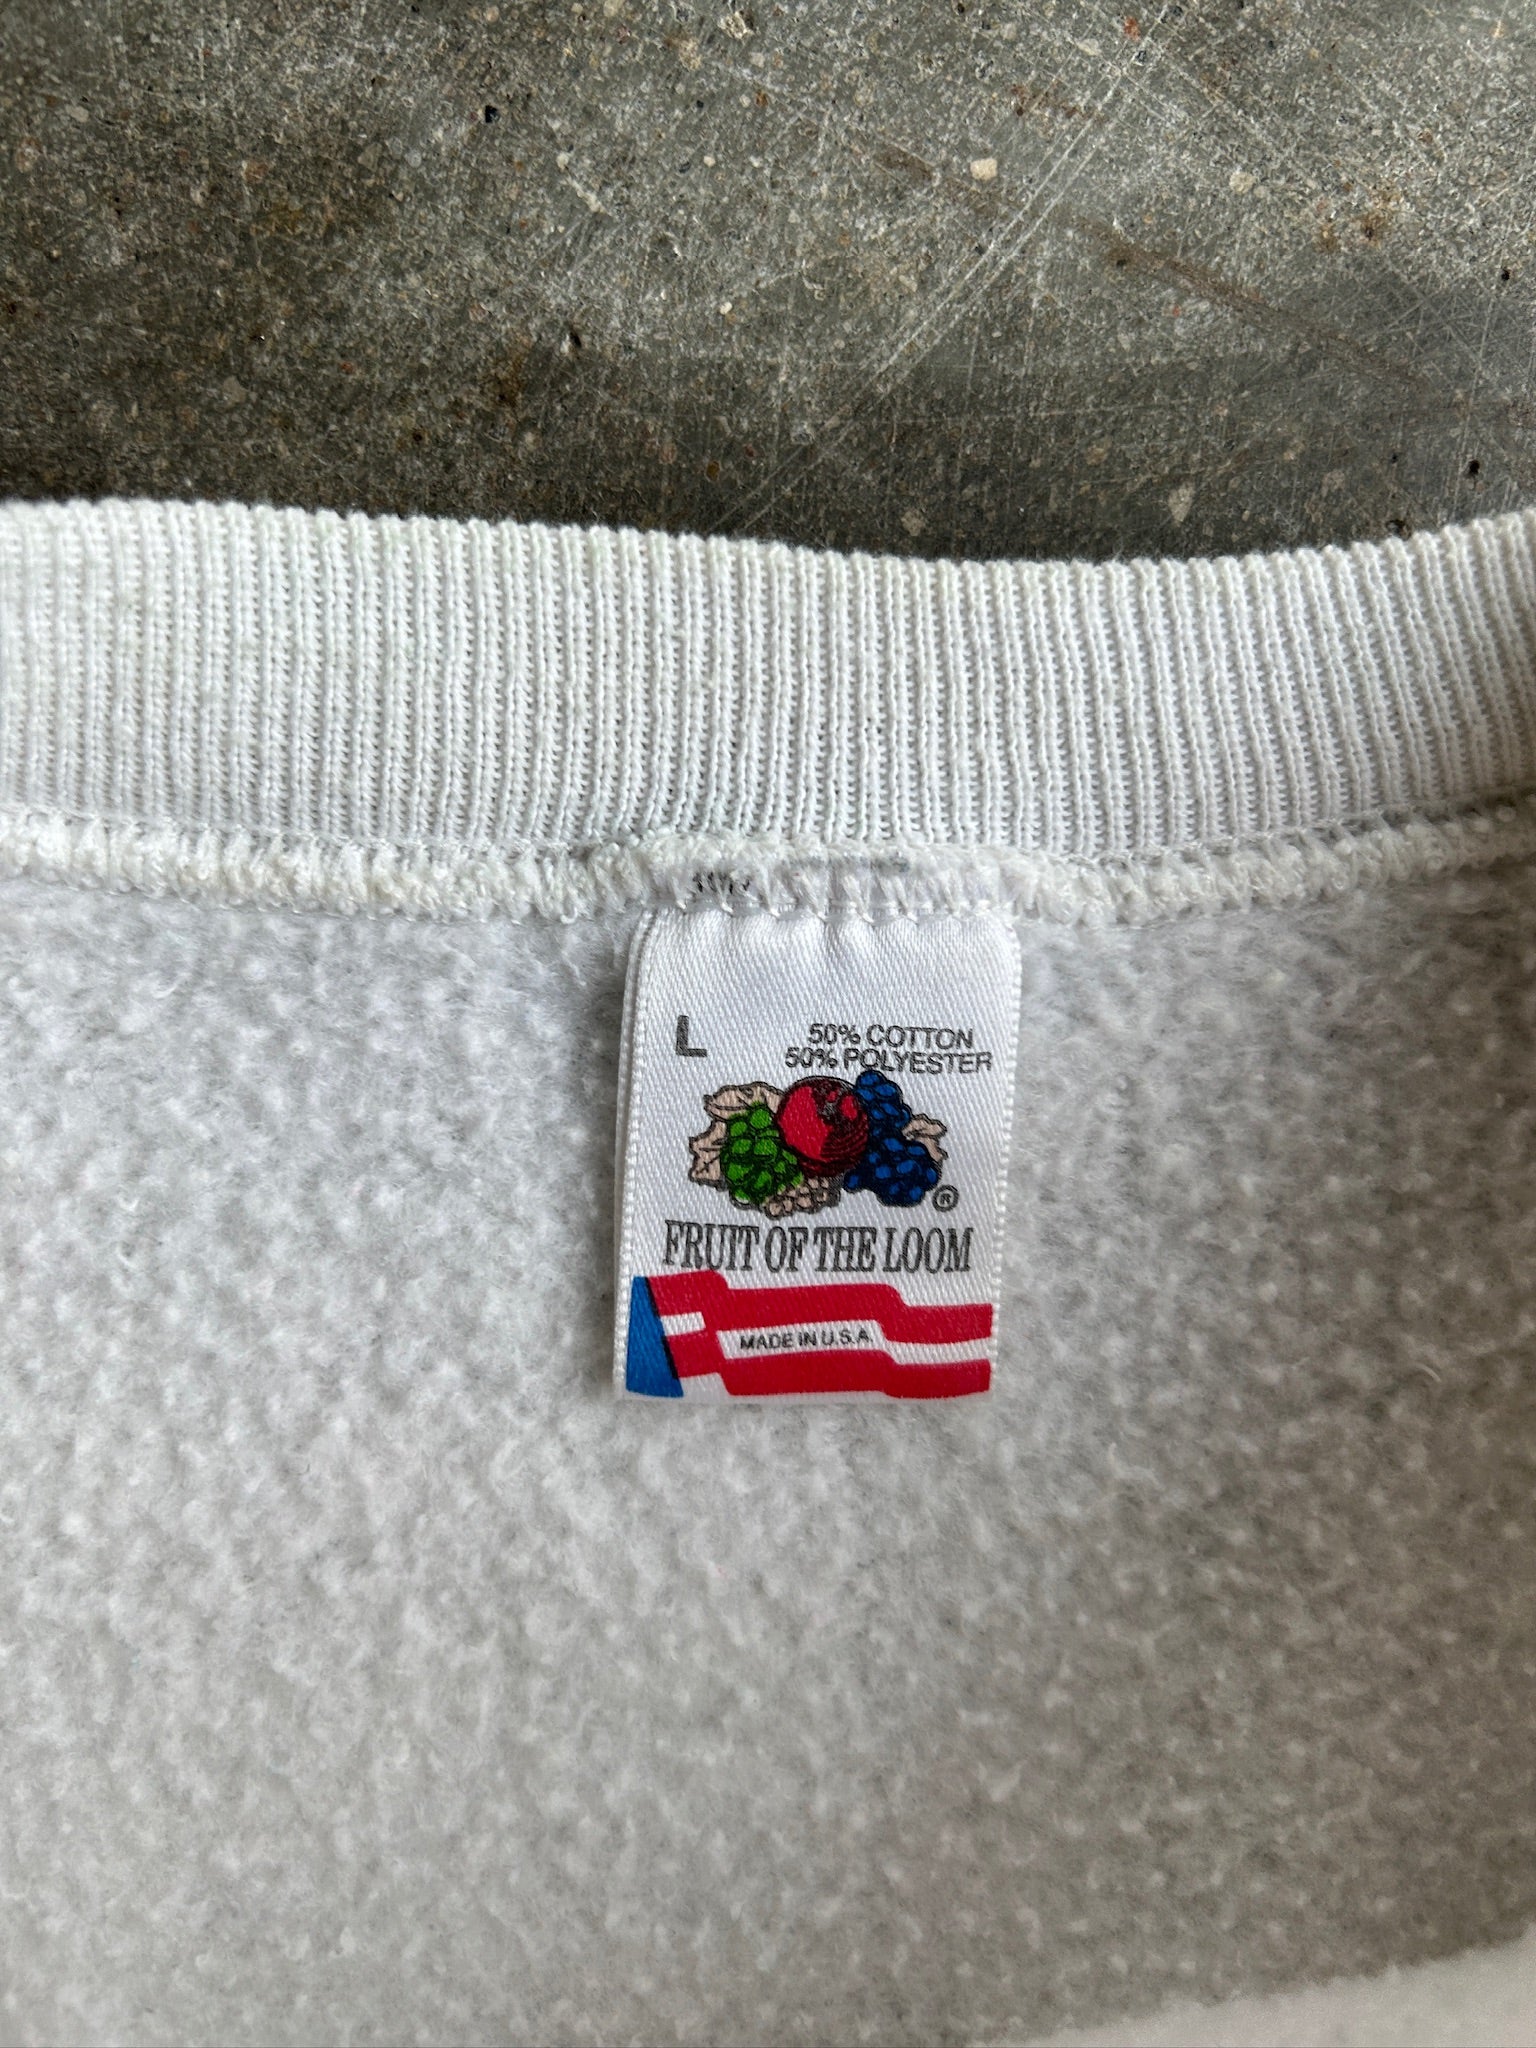 L
50% COTTON
50% POLYESTER
®
FRUIT OF THE LOOM
MADE IN U.S.A.